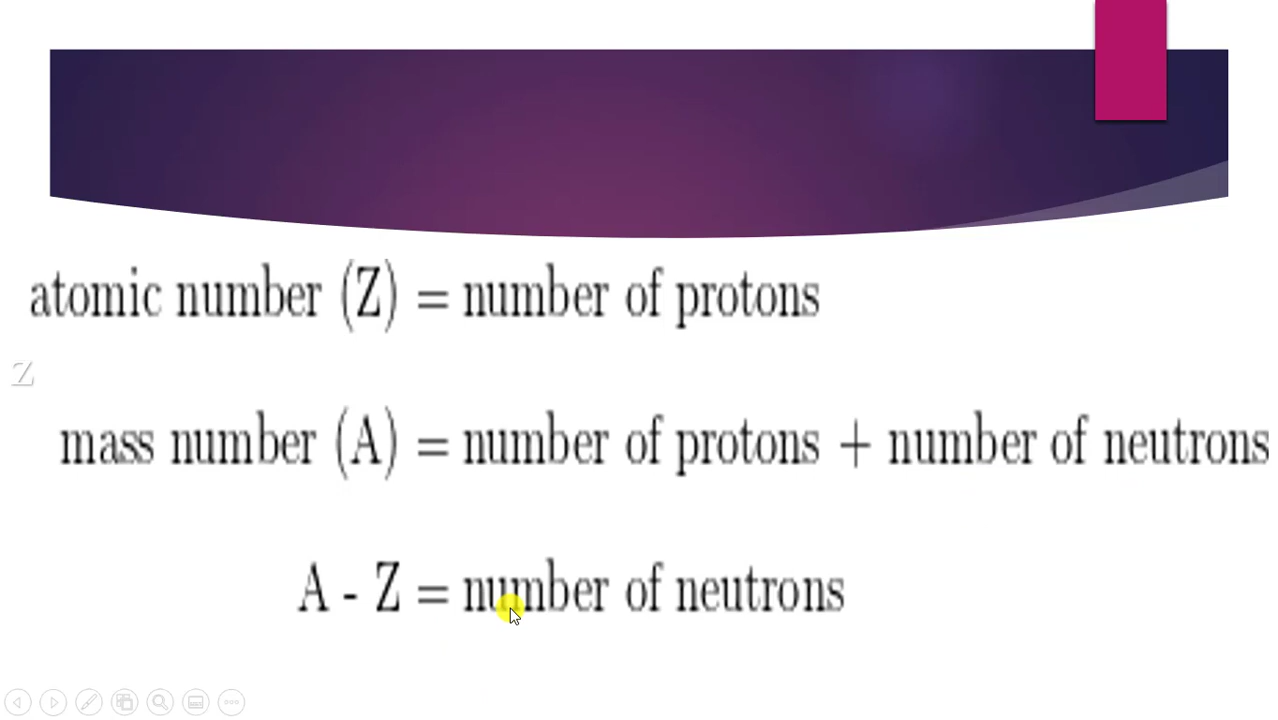 atomic number (Z) = number of protons
Z
mass number (A) = number of protons + number of neutrons
A - Z = number of neutrons